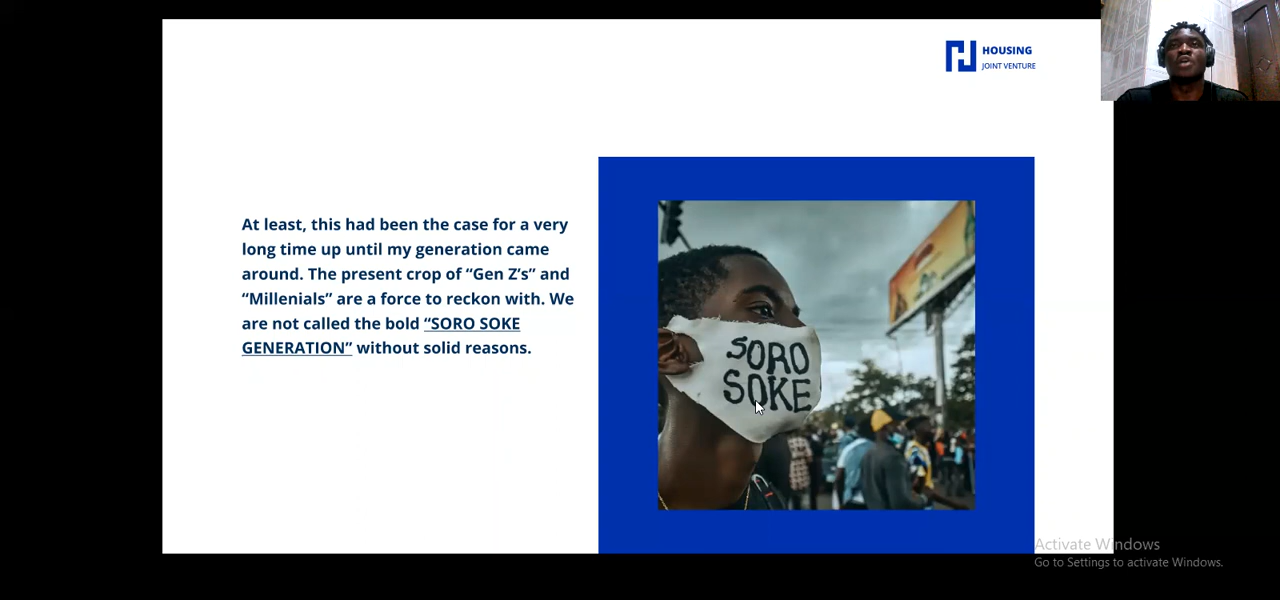 HOUSING
JOINT VENTURE
At least, this had been the case for a very
long time up until my generation came
around. The present crop of “Gen Z’s” and
“Millenials” are a force to reckon with. We
are not called the bold “SORO SOKE
GENERATION” without solid reasons.
SORO
SOKE
Activate Windows
Go to Settings to activate Windows.